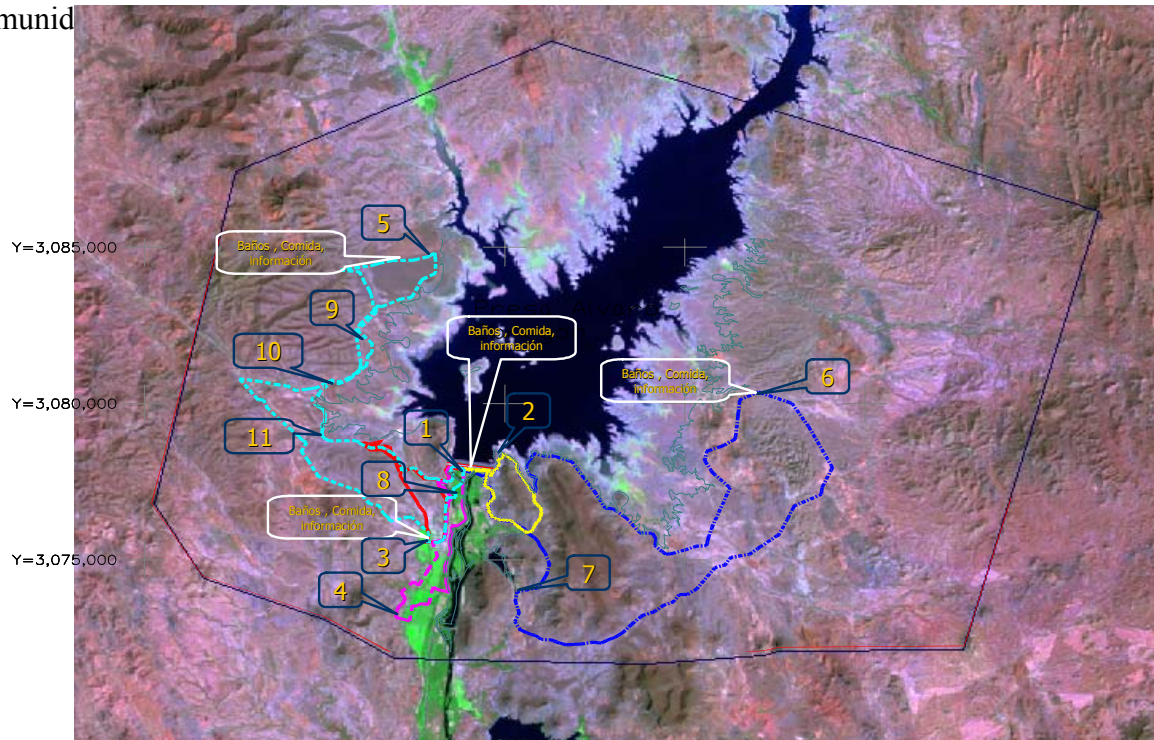 munid
5
Baños , Comida,
información
Y=3,085,000
9
Baños , Comida,
información
10
Baños , Comida,
información
6
Y=3,080,000
2
1
11
8
Baños , Comida,
información
3
Y=3,075,000
7
4